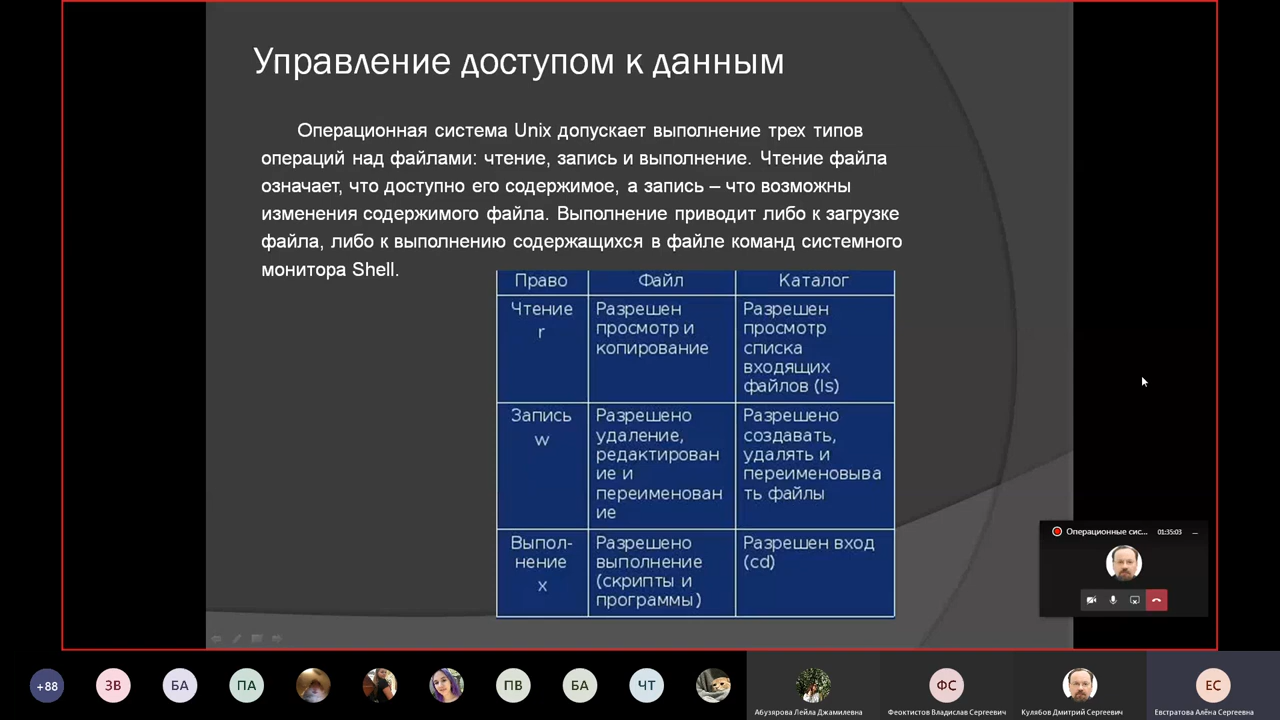 Управление доступом к данным
Операционная система Unix допускает выполнение трех типов
операций над файлами: чтение, запись и выполнение. Чтение файла
означает, что доступно его содержимое, а запись – что возможны
изменения содержимого файла. Выполнение приводит либо к загрузке
файла, либо к выполнению содержащихся в файле команд системного
монитора Shell.
Право
Файл
Каталог
Чтение
r
Разрешен
просмотр и
копирование
Разрешен
просмотр
списка
входящих
файлов (ls)
Запись
w
Разрешено
удаление,
редактирован
ие и
переименован
ие
Разрешено
создавать,
удалять и
переименовыва
ть файлы
Выпол-
нение
x
Разрешено
выполнение
(скрипты и
программы)
Разрешен вход
(cd)
Операционные сис...
01:35:03
+88
ЗВ
БА
ПА
ПВ
БА
ЧТ
Абузярова Лейла Джамилевна
ФС
Феоктистов Владислав Сергеевич
Кулябов Дмитрий Сергеевич
ЕС
Евстратова Алёна Сергеевна